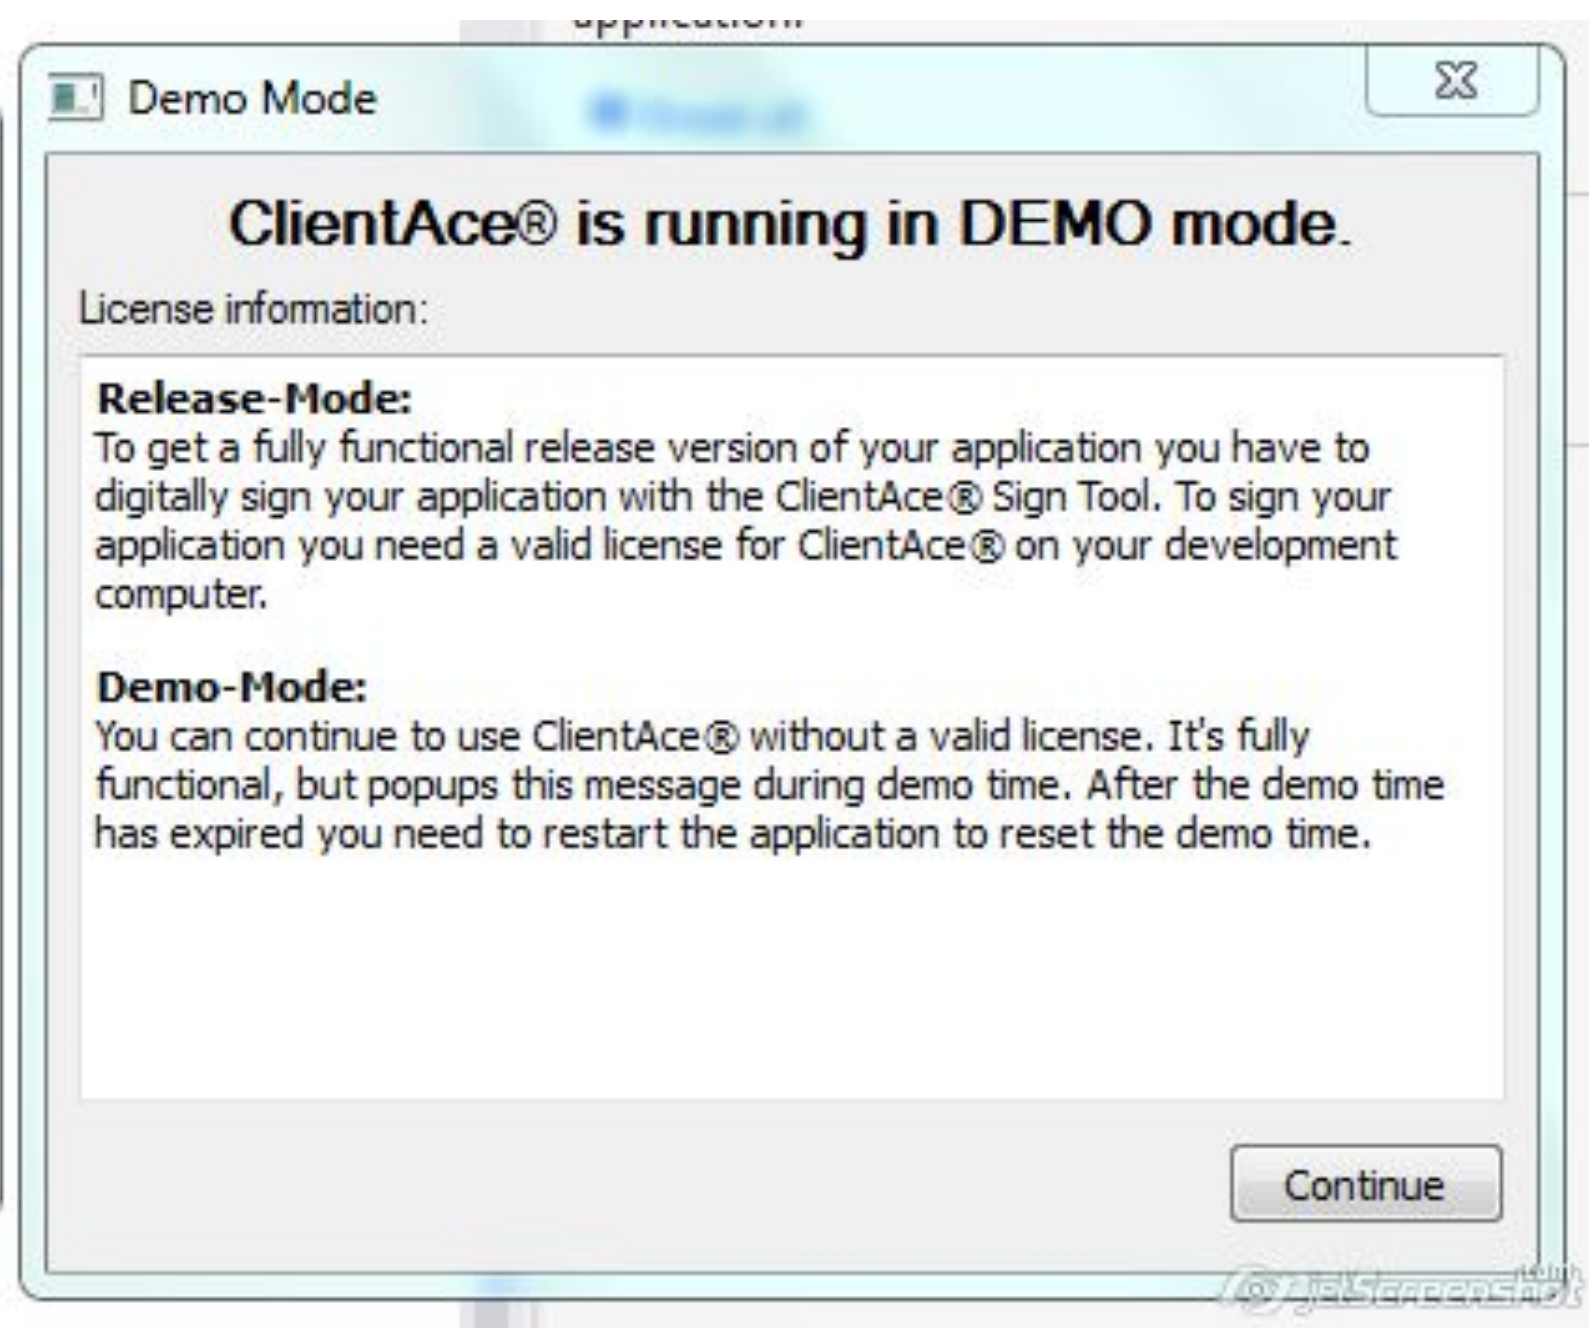 application.
Demo Mode
ClientAce® is running in DEMO mode.
License information:
Release-Mode:
To get a fully functional release version of your application you have to
digitally sign your application with the ClientAce® Sign Tool. To sign your
application you need a valid license for ClientAce® on your development
computer.
Demo-Mode:
You can continue to use ClientAce® without a valid license. It's fully
functional, but popups this message during demo time. After the demo time
has expired you need to restart the application to reset the demo time.
Continue
jetScreenshot.com